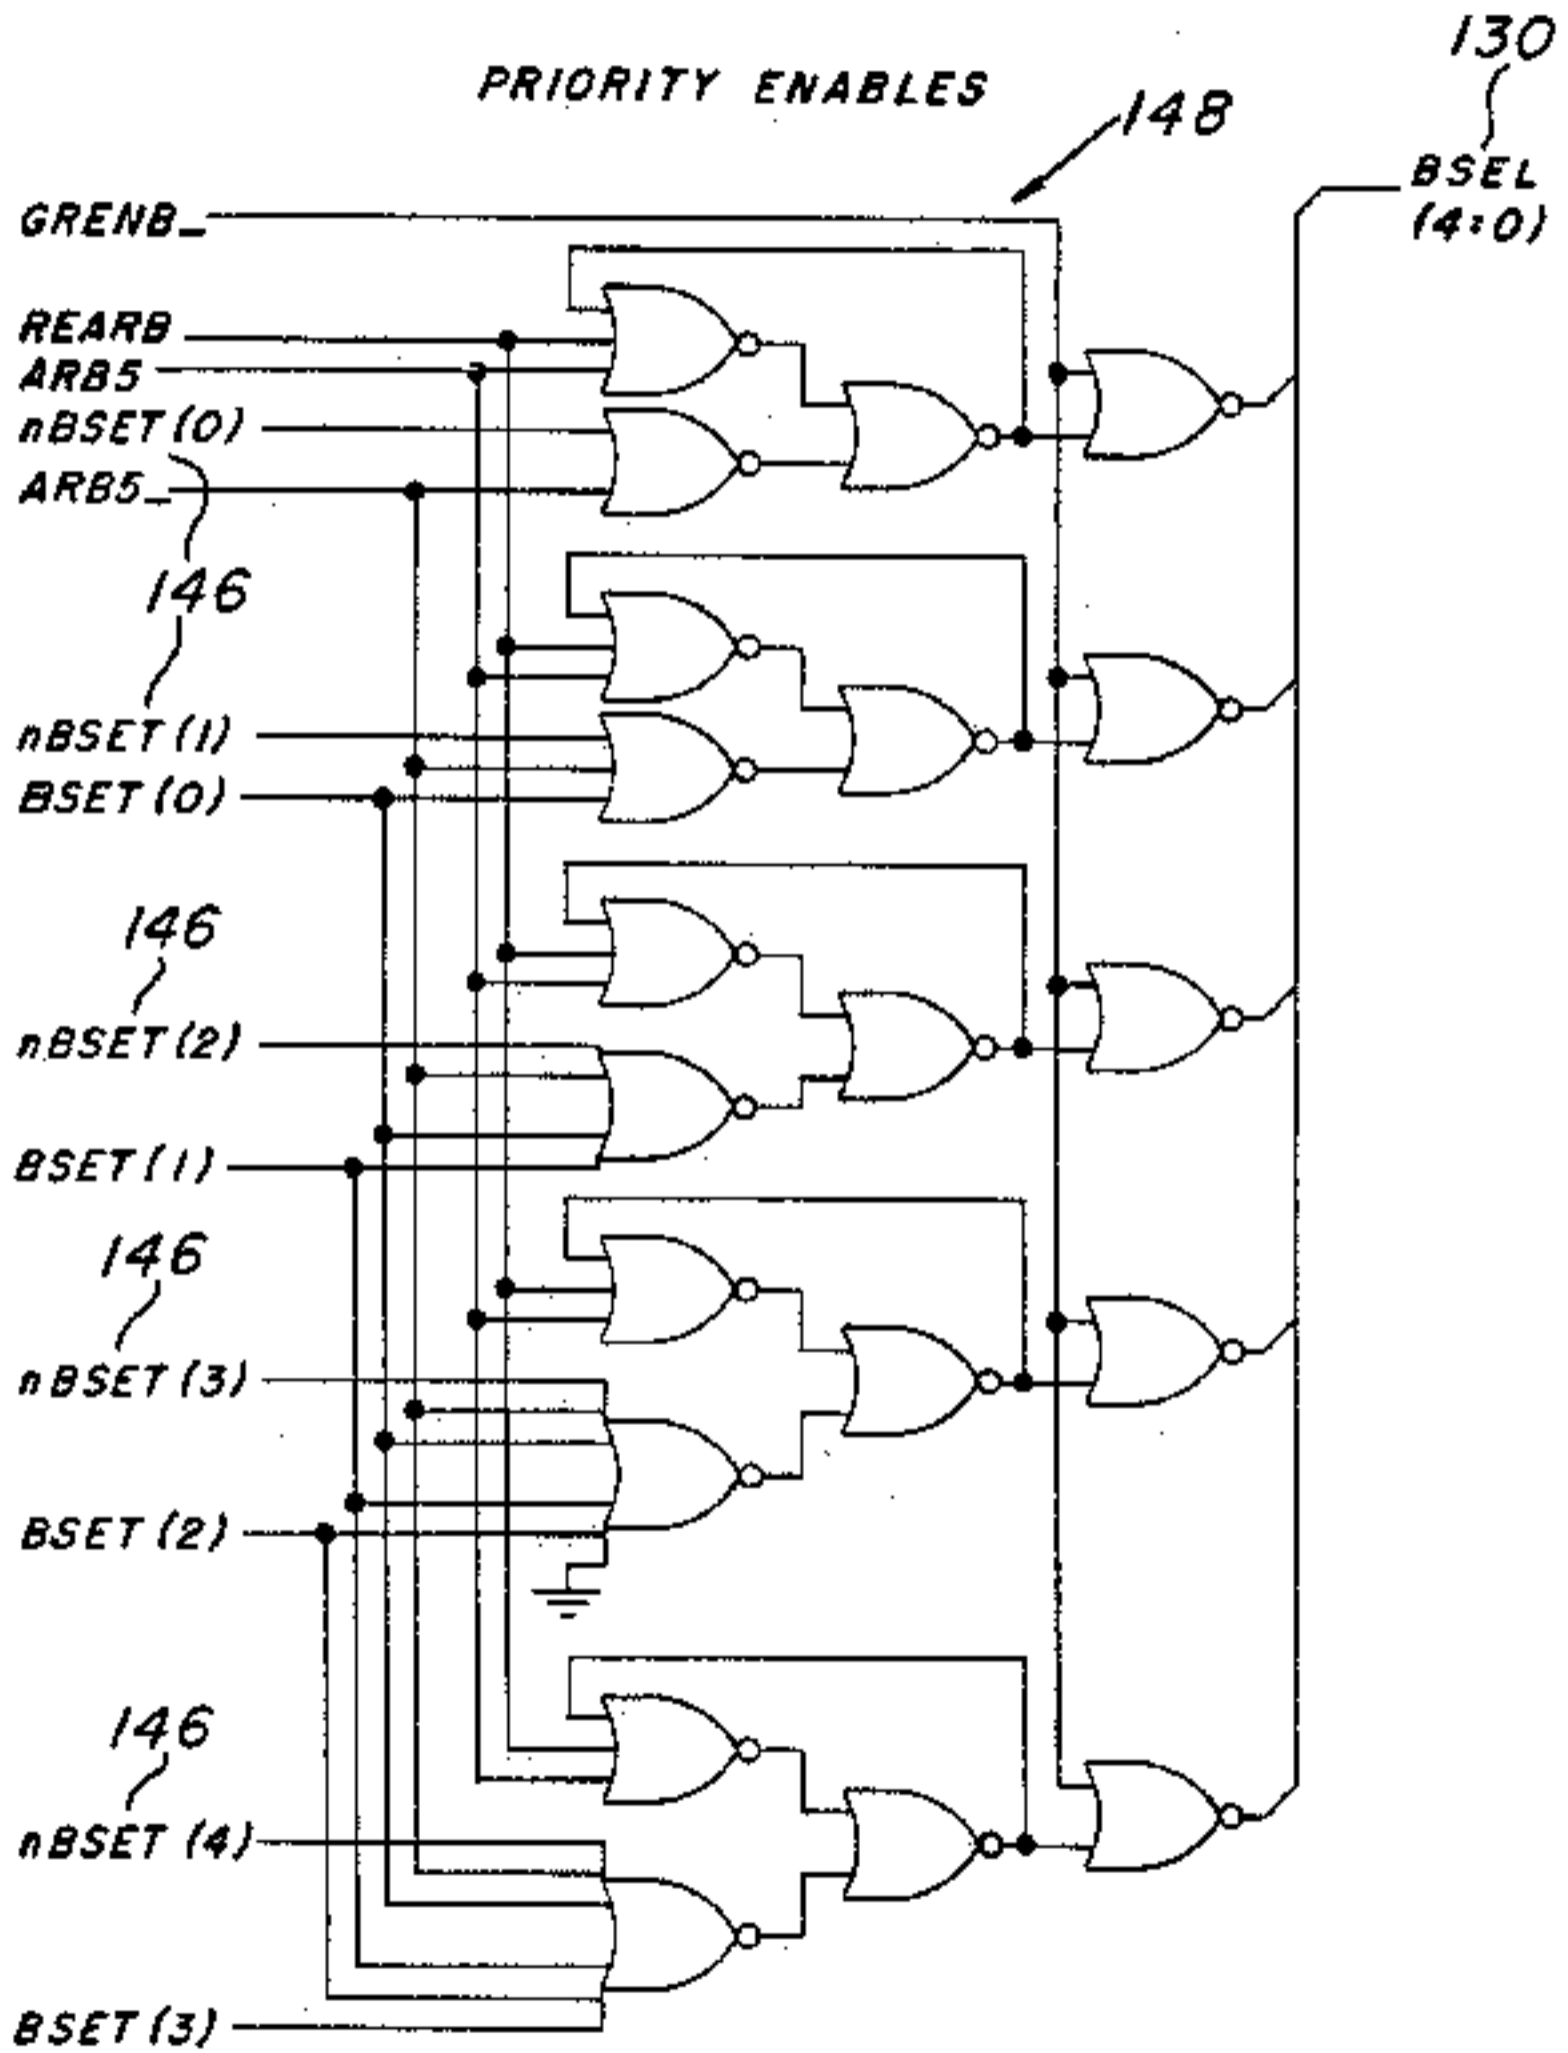 130
PRIORITY ENABLES
148
BSEL
(4:0)
GRENB_
REARB
ARB5
nBSET(0)
ARB5_
146
nBSET(1)
BSET(0)
146
nBSET(2)
BSET(1)
146
nBSET(3)
BSET(2)
146
nBSET(4)
BSET(3)